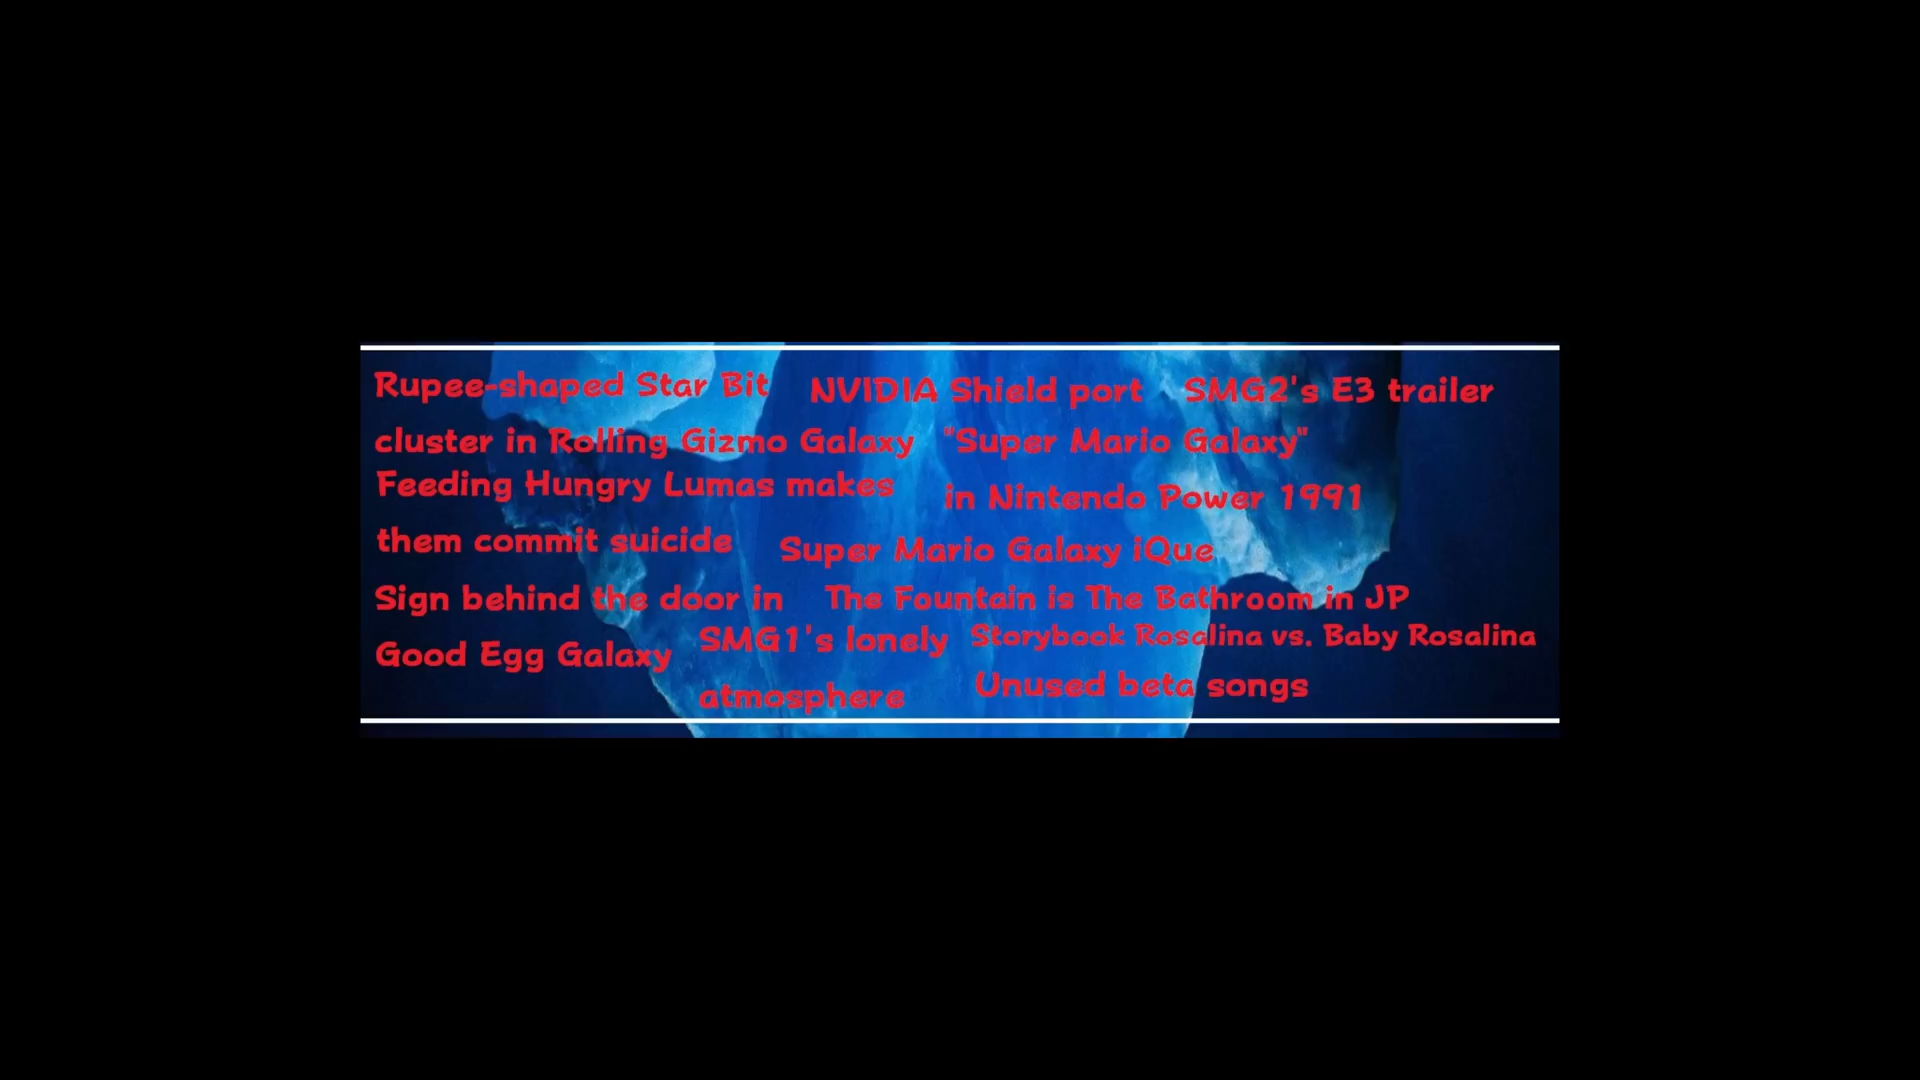 Rupee-shaped Star Bit
cluster in Rolling Gizmo Galaxy
NVIDIA Shield port
SMG2's E3 trailer
"Super Mario Galaxy"
in Nintendo Power 1991
Feeding Hungry Lumas makes
them commit suicide
Super Mario Galaxy iQue
Sign behind the door in
Good Egg Galaxy
The Fountain is The Bathroom in JP
SMG1's lonely
atmosphere
Storybook Rosalina vs. Baby Rosalina
Unused beta songs